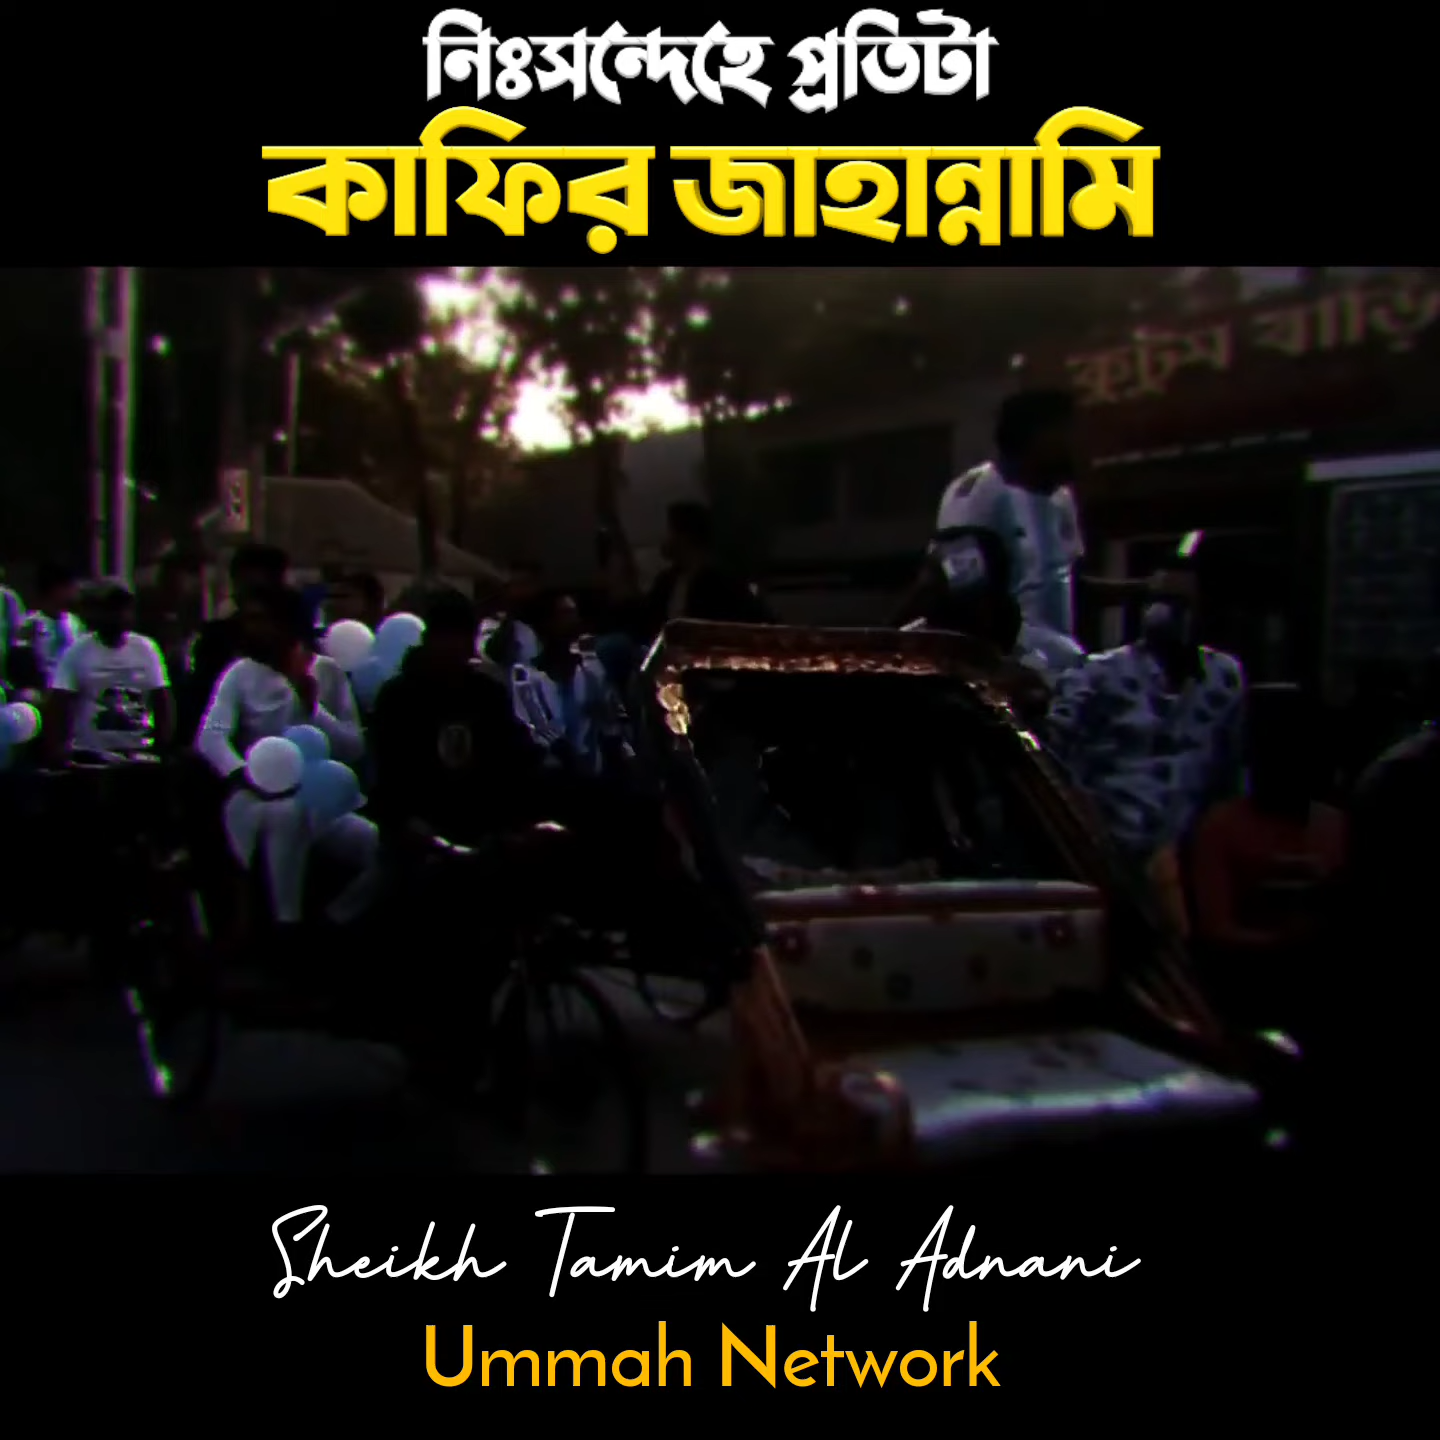 নিঃসন্দেহে প্রতিটা
কাফির জাহান্নামি
কুটুম বাড়ি
Sheikh Tamim Al Adnani
Ummah Network